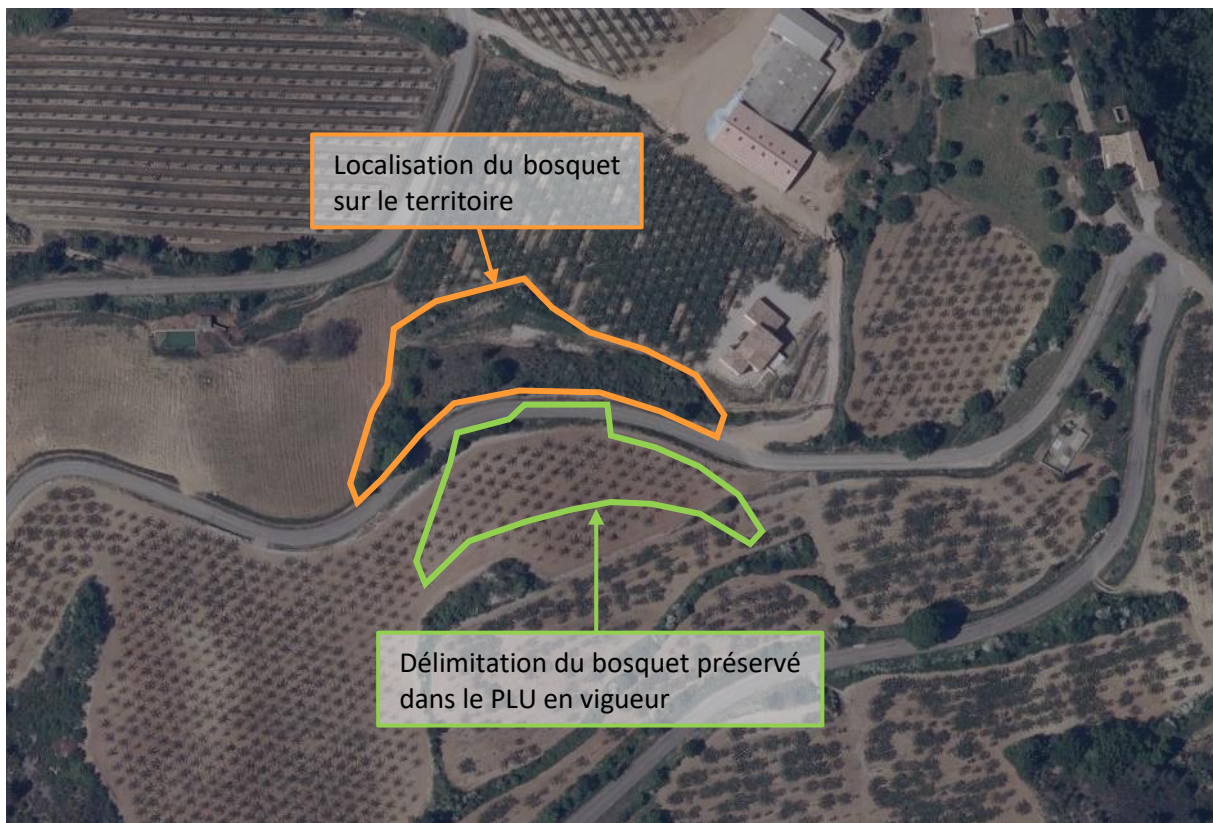 Localisation du bosquet
sur le territoire
Délimitation du bosquet préservé
dans le PLU en vigueur